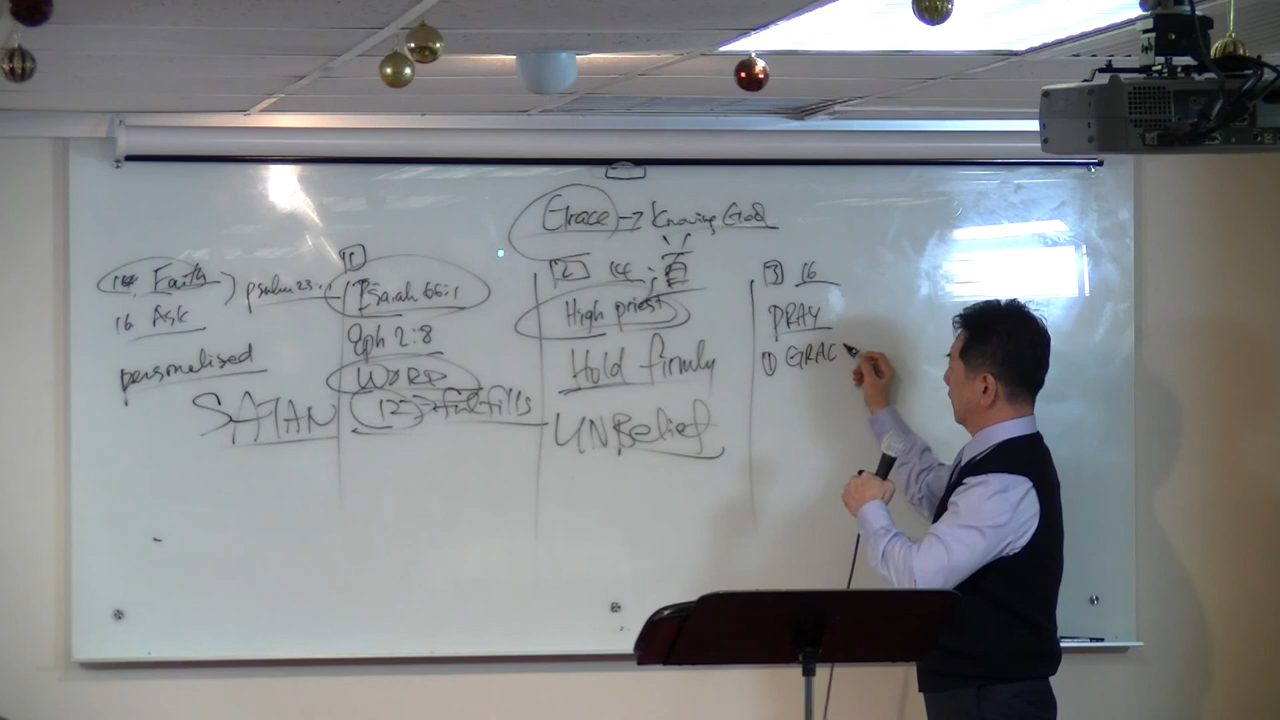 Grace → Knowing God
14. Faith ) psalm 23:1
16 Ask
personalised
SATAN
[1]
Isaiah 66:1
Eph 2:8
WORD
(12) → fulfills
[2] 14 ;
High priest
Hold firmly
UNBelief
[3] 16
PRAY
① GRAC